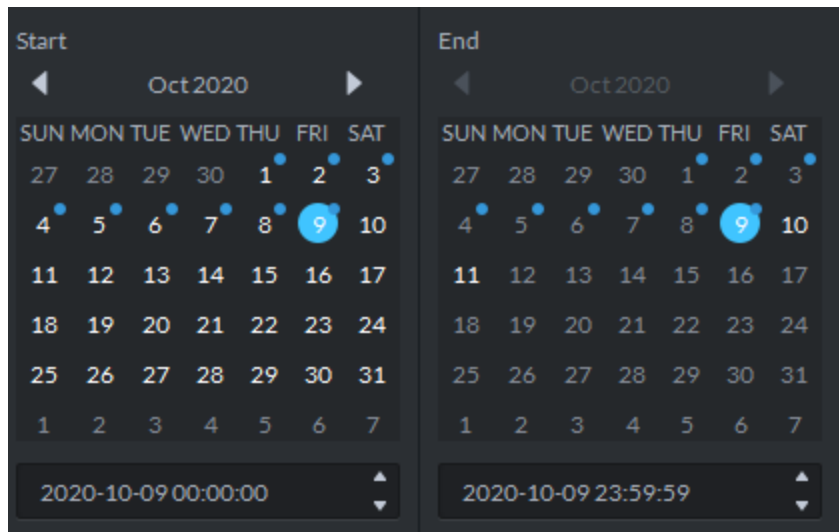 Start
Oct 2020
SUN MON TUE WED THU FRI SAT
27 28 29 30 1 2 3
4 5 6 7 8 9 10
11 12 13 14 15 16 17
18 19 20 21 22 23 24
25 26 27 28 29 30 31
1 2 3 4 5 6 7
2020-10-09 00:00:00
End
Oct 2020
SUN MON TUE WED THU FRI SAT
27 28 29 30 1 2 3
4 5 6 7 8 9 10
11 12 13 14 15 16 17
18 19 20 21 22 23 24
25 26 27 28 29 30 31
1 2 3 4 5 6 7
2020-10-09 23:59:59